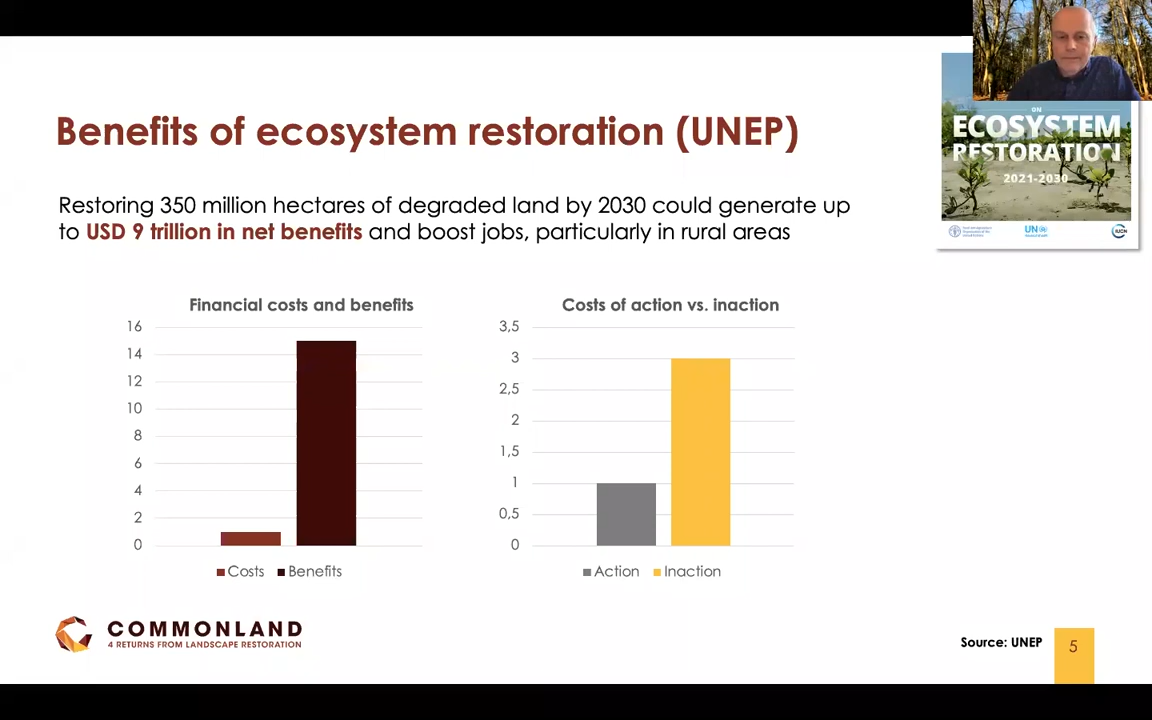 Benefits of ecosystem restoration (UNEP)
ON
ECOSYSTEM
RESTORATION
2021-2030
UN
IUCN
Restoring 350 million hectares of degraded land by 2030 could generate up
to USD 9 trillion in net benefits and boost jobs, particularly in rural areas
Financial costs and benefits
16
14
12
10
8
6
4
2
0
Costs
Benefits
Costs of action vs. inaction
3,5
3
2,5
2
1,5
1
0,5
0
Action
Inaction
COMMONLAND
4 RETURNS FROM LANDSCAPE RESTORATION
Source: UNEP
5